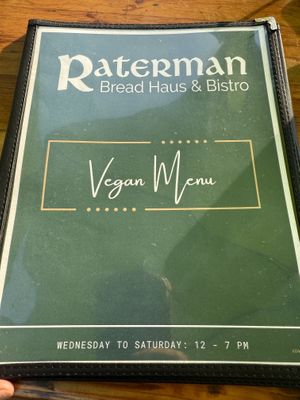 Raterman
Bread Haus & Bistro
Vegan Menu
WEDNESDAY TO SATURDAY: 12 - 7 PM